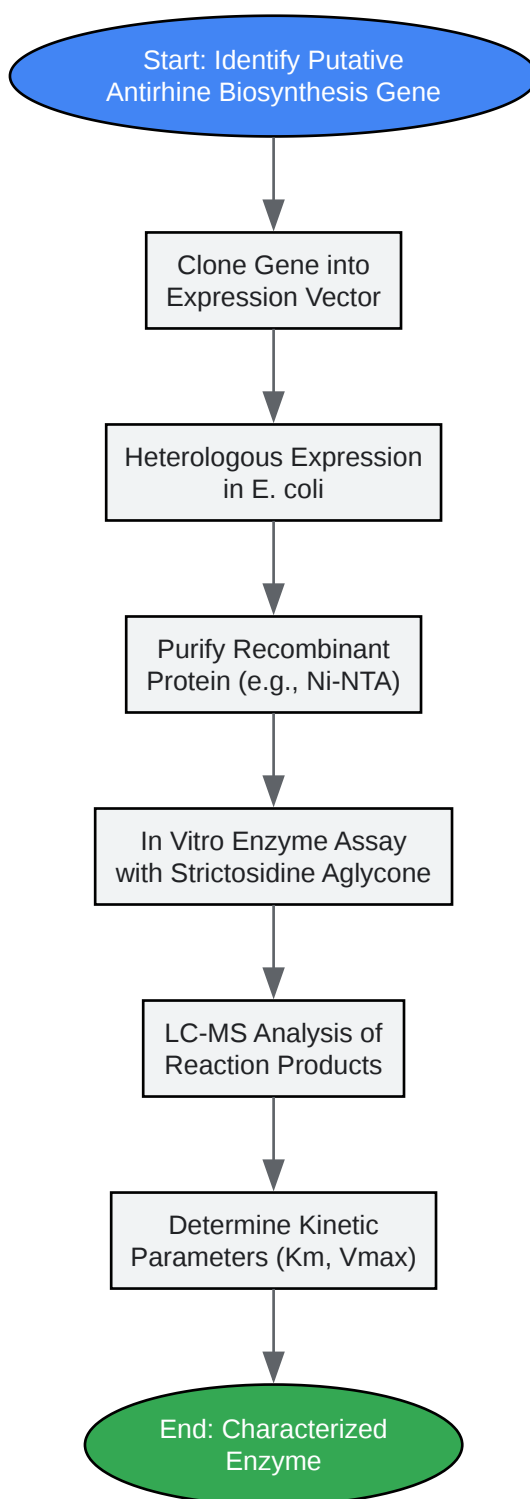 Start: Identify Putative
Antirhine Biosynthesis Gene
Clone Gene into
Expression Vector
Heterologous Expression
in E. coli
Purify Recombinant
Protein (e.g., Ni-NTA)
In Vitro Enzyme Assay
with Strictosidine Aglycone
LC-MS Analysis of
Reaction Products
Determine Kinetic
Parameters (Km, Vmax)
End: Characterized
Enzyme